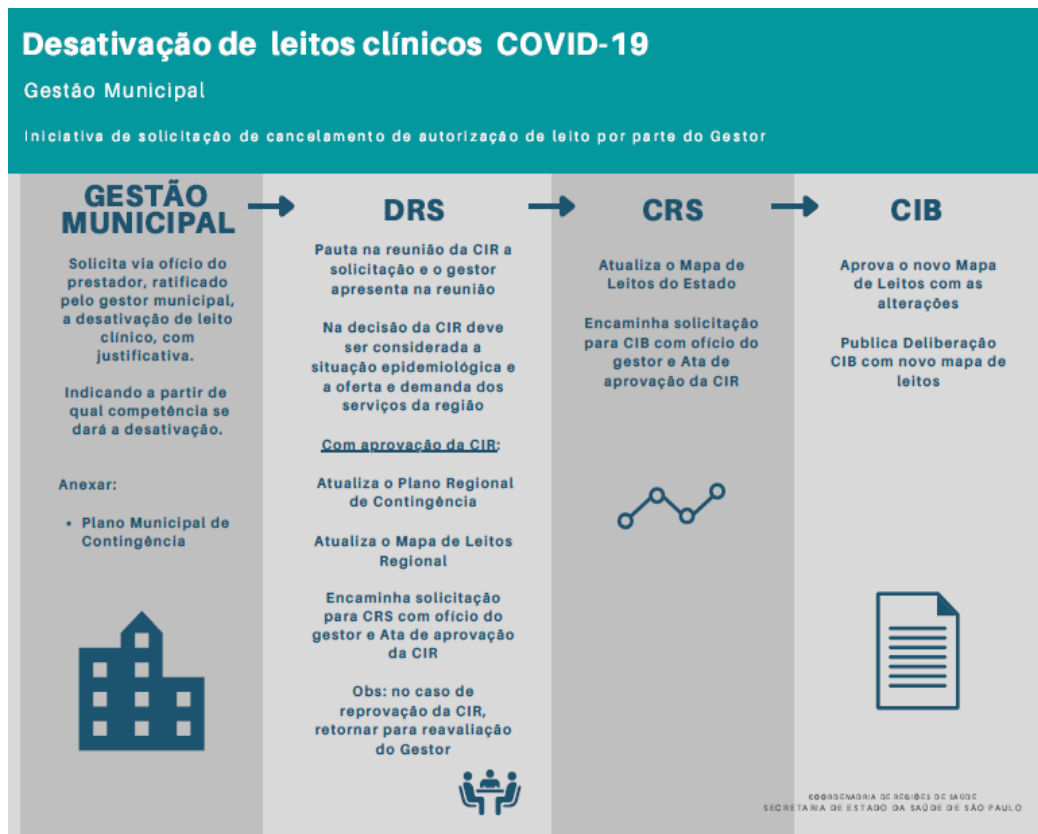 Desativação de leitos clínicos COVID-19
Gestão Municipal
Iniciativa de solicitação de cancelamento de autorização de leito por parte do Gestor
GESTÃO
MUNICIPAL
Solicita via ofício do
prestador, ratificado
pelo gestor municipal,
a desativação de leito
clínico, com
justificativa.
Indicando a partir de
qual competência se
dará a desativação.
Anexar:
• Plano Municipal de
Contingência
DRS
Pauta na reunião da CIR a
solicitação e o gestor
apresenta na reunião
Na decisão da CIR deve
ser considerada a
situação epidemiológica e
a oferta e demanda dos
serviços da região
Com aprovação da CIR:
Atualiza o Plano Regional
de Contingência
Atualiza o Mapa de Leitos
Regional
Encaminha solicitação
para CRS com ofício do
gestor e Ata de aprovação
da CIR
Obs: no caso de
reprovação da CIR,
retornar para reavaliação
do Gestor
CRS
Atualiza o Mapa de
Leitos do Estado
Encaminha solicitação
para CIB com ofício do
gestor e Ata de
aprovação da CIR
CIB
Aprova o novo Mapa
de Leitos com as
alterações
Publica Deliberação
CIB com novo mapa de
leitos
COORDENADRIA DE REGIÕES DE SAÚDE
SECRETARIA DE ESTADO DA SAÚDE DE SÃO PAULO